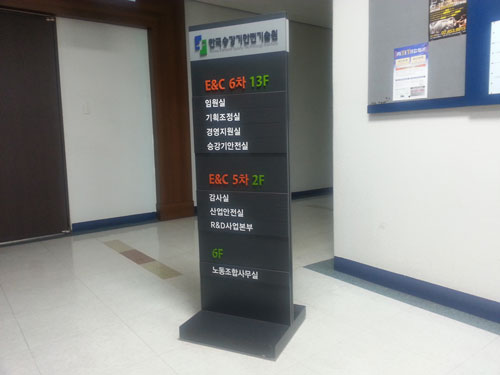 한국승강기안전기술원
E&C 6차 13F
임원실
기획조정실
경영지원실
승강기안전실
E&C 5차 2F
감사실
산업안전실
R&D사업본부
6F
노동조합사무실